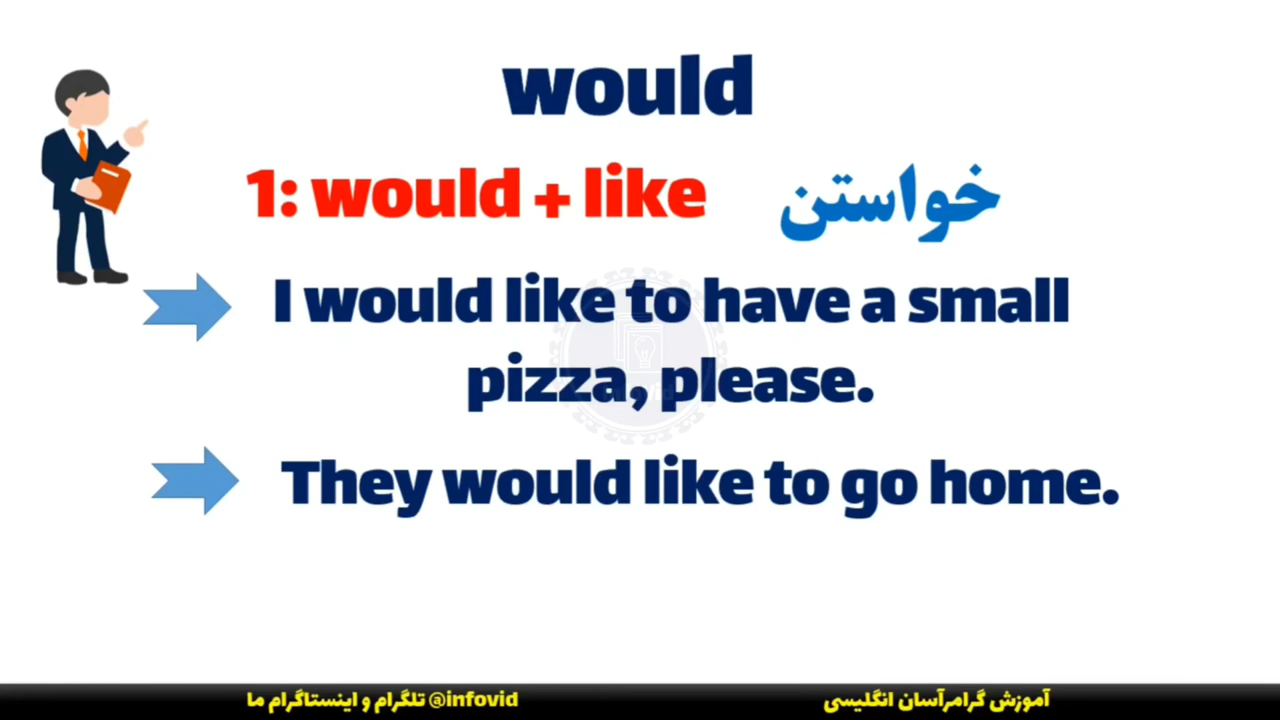 would
1: would + like خواستن
I would like to have a small
pizza, please.
They would like to go home.
تلگرام و اینستاگرام ما @infovid
آموزش گرامرآسان انگلیسی